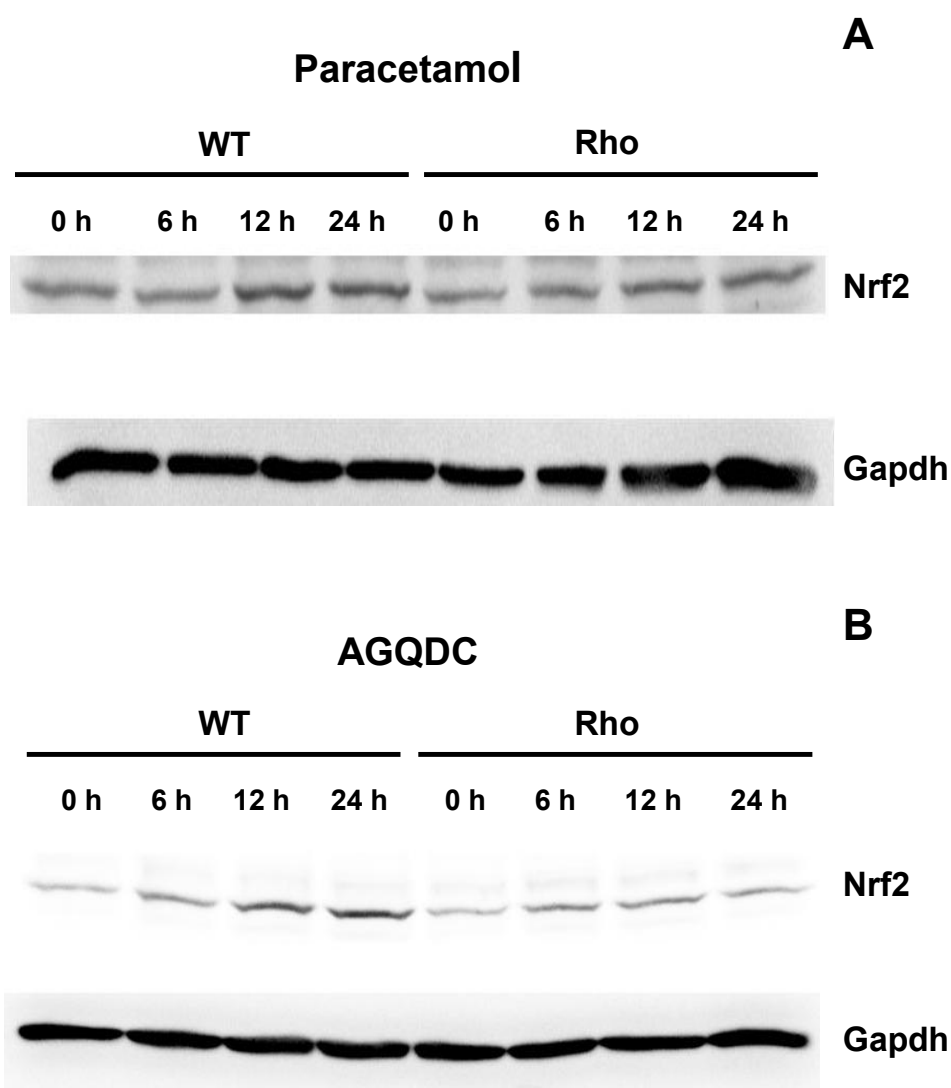 A
Paracetamol
WT Rho
0 h 6 h 12 h 24 h 0 h 6 h 12 h 24 h
Nrf2
Gapdh
B
AGQDC
WT Rho
0 h 6 h 12 h 24 h 0 h 6 h 12 h 24 h
Nrf2
Gapdh